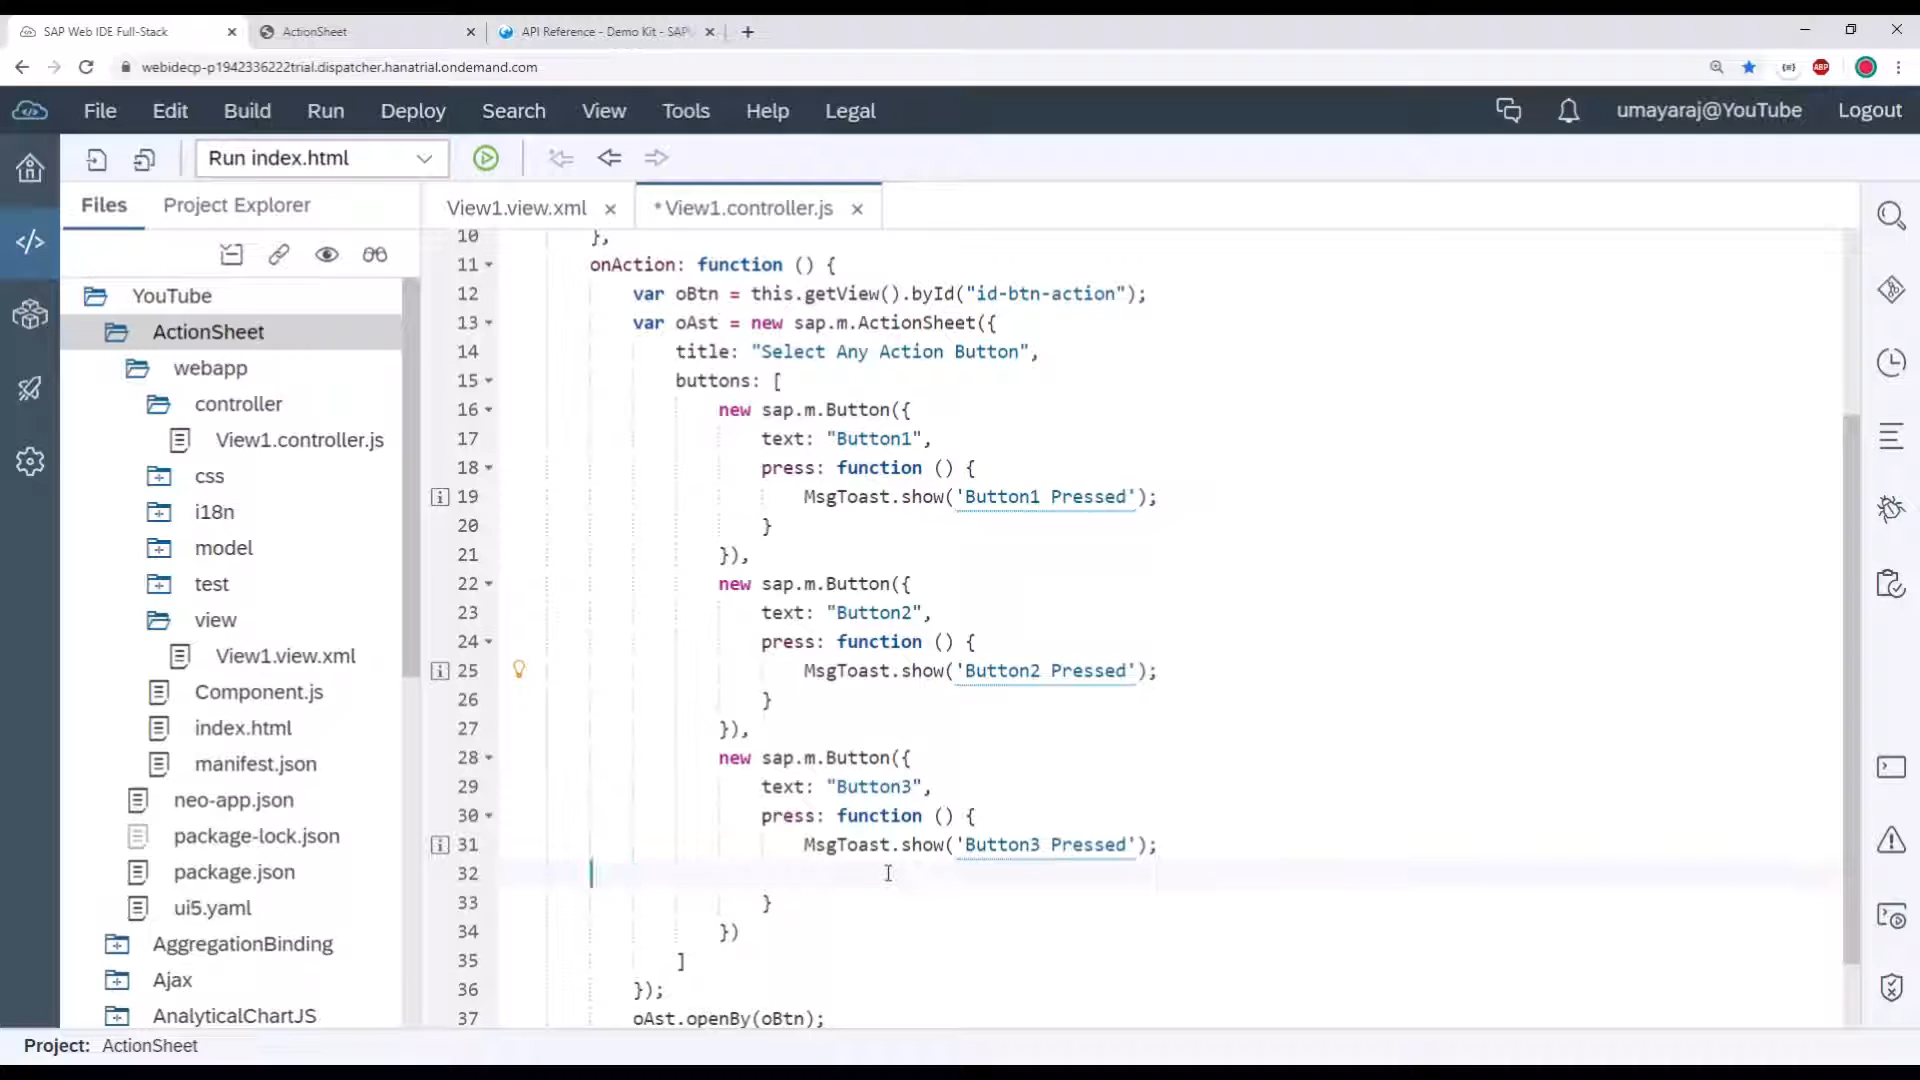 SAP Web IDE Full-Stack
ActionSheet
API Reference - Demo Kit - SAP
webidecp-p1942336222trial.dispatcher.hanatrial.ondemand.com
ABP
File Edit Build Run Deploy Search View Tools Help Legal
umayaraj@YouTube Logout
Run index.html
Files Project Explorer
View1.view.xml
*View1.controller.js
YouTube
ActionSheet
webapp
controller
View1.controller.js
css
i18n
model
test
view
View1.view.xml
Component.js
index.html
manifest.json
neo-app.json
package-lock.json
package.json
ui5.yaml
AggregationBinding
Ajax
AnalyticalChartJS
10 },
11 onAction: function () {
12 var oBtn = this.getView().byId("id-btn-action");
13 var oAst = new sap.m.ActionSheet({
14 title: "Select Any Action Button",
15 buttons: [
16 new sap.m.Button({
17 text: "Button1",
18 press: function () {
19 MsgToast.show('Button1 Pressed');
20 }
21 }),
22 new sap.m.Button({
23 text: "Button2",
24 press: function () {
25 MsgToast.show('Button2 Pressed');
26 }
27 }),
28 new sap.m.Button({
29 text: "Button3",
30 press: function () {
31 MsgToast.show('Button3 Pressed');
32
33 }
34 })
35 ]
36 });
37 oAst.openBy(oBtn);
Project: ActionSheet